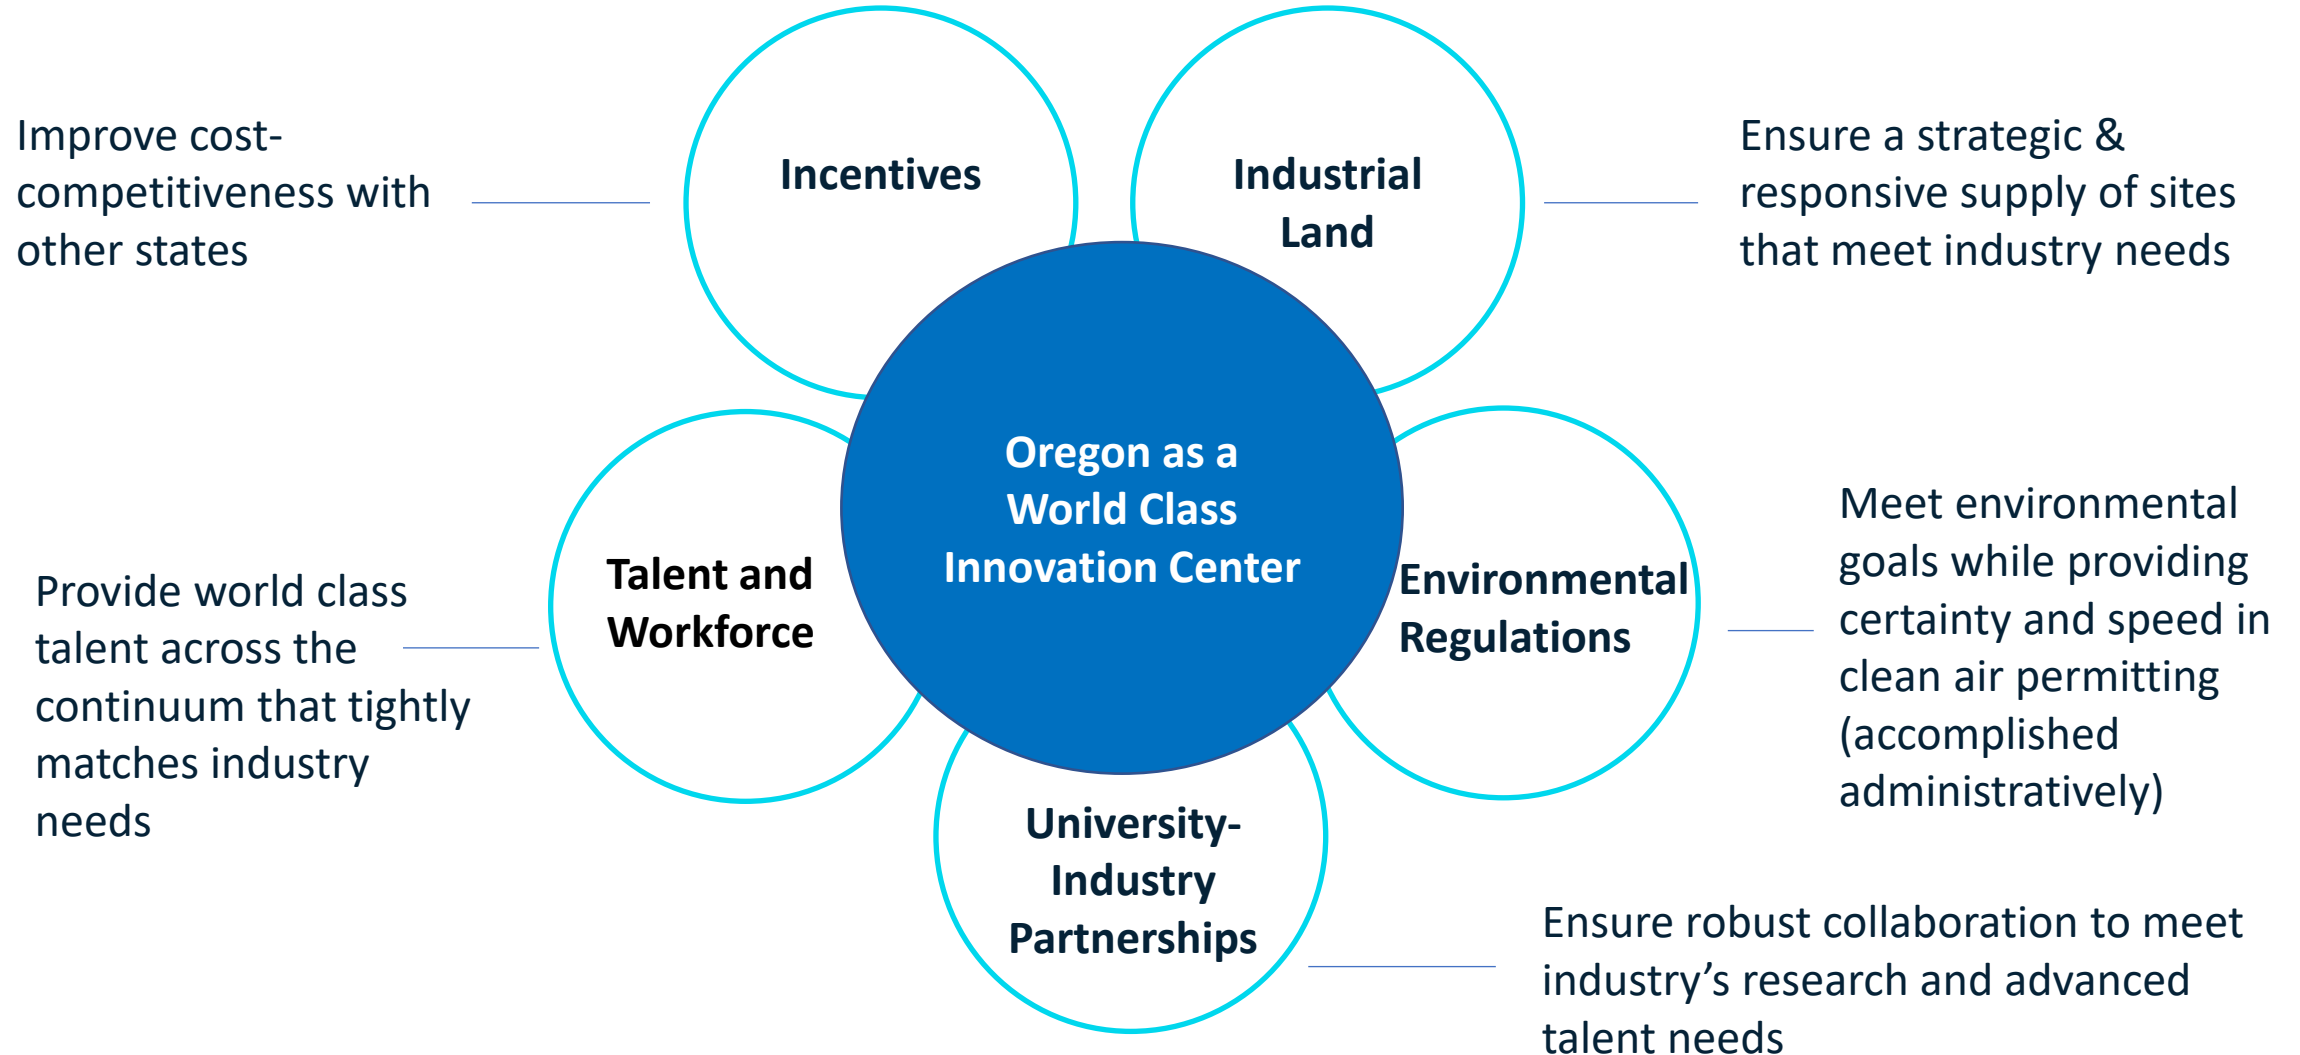 Improve cost-
competitiveness with
other states
Incentives
Industrial
Land
Ensure a strategic &
responsive supply of sites
that meet industry needs
Oregon as a
World Class
Innovation Center
Talent and
Workforce
Provide world class
talent across the
continuum that tightly
matches industry
needs
Environmental
Regulations
Meet environmental
goals while providing
certainty and speed in
clean air permitting
(accomplished
administratively)
University-
Industry
Partnerships
Ensure robust collaboration to meet
industry’s research and advanced
talent needs